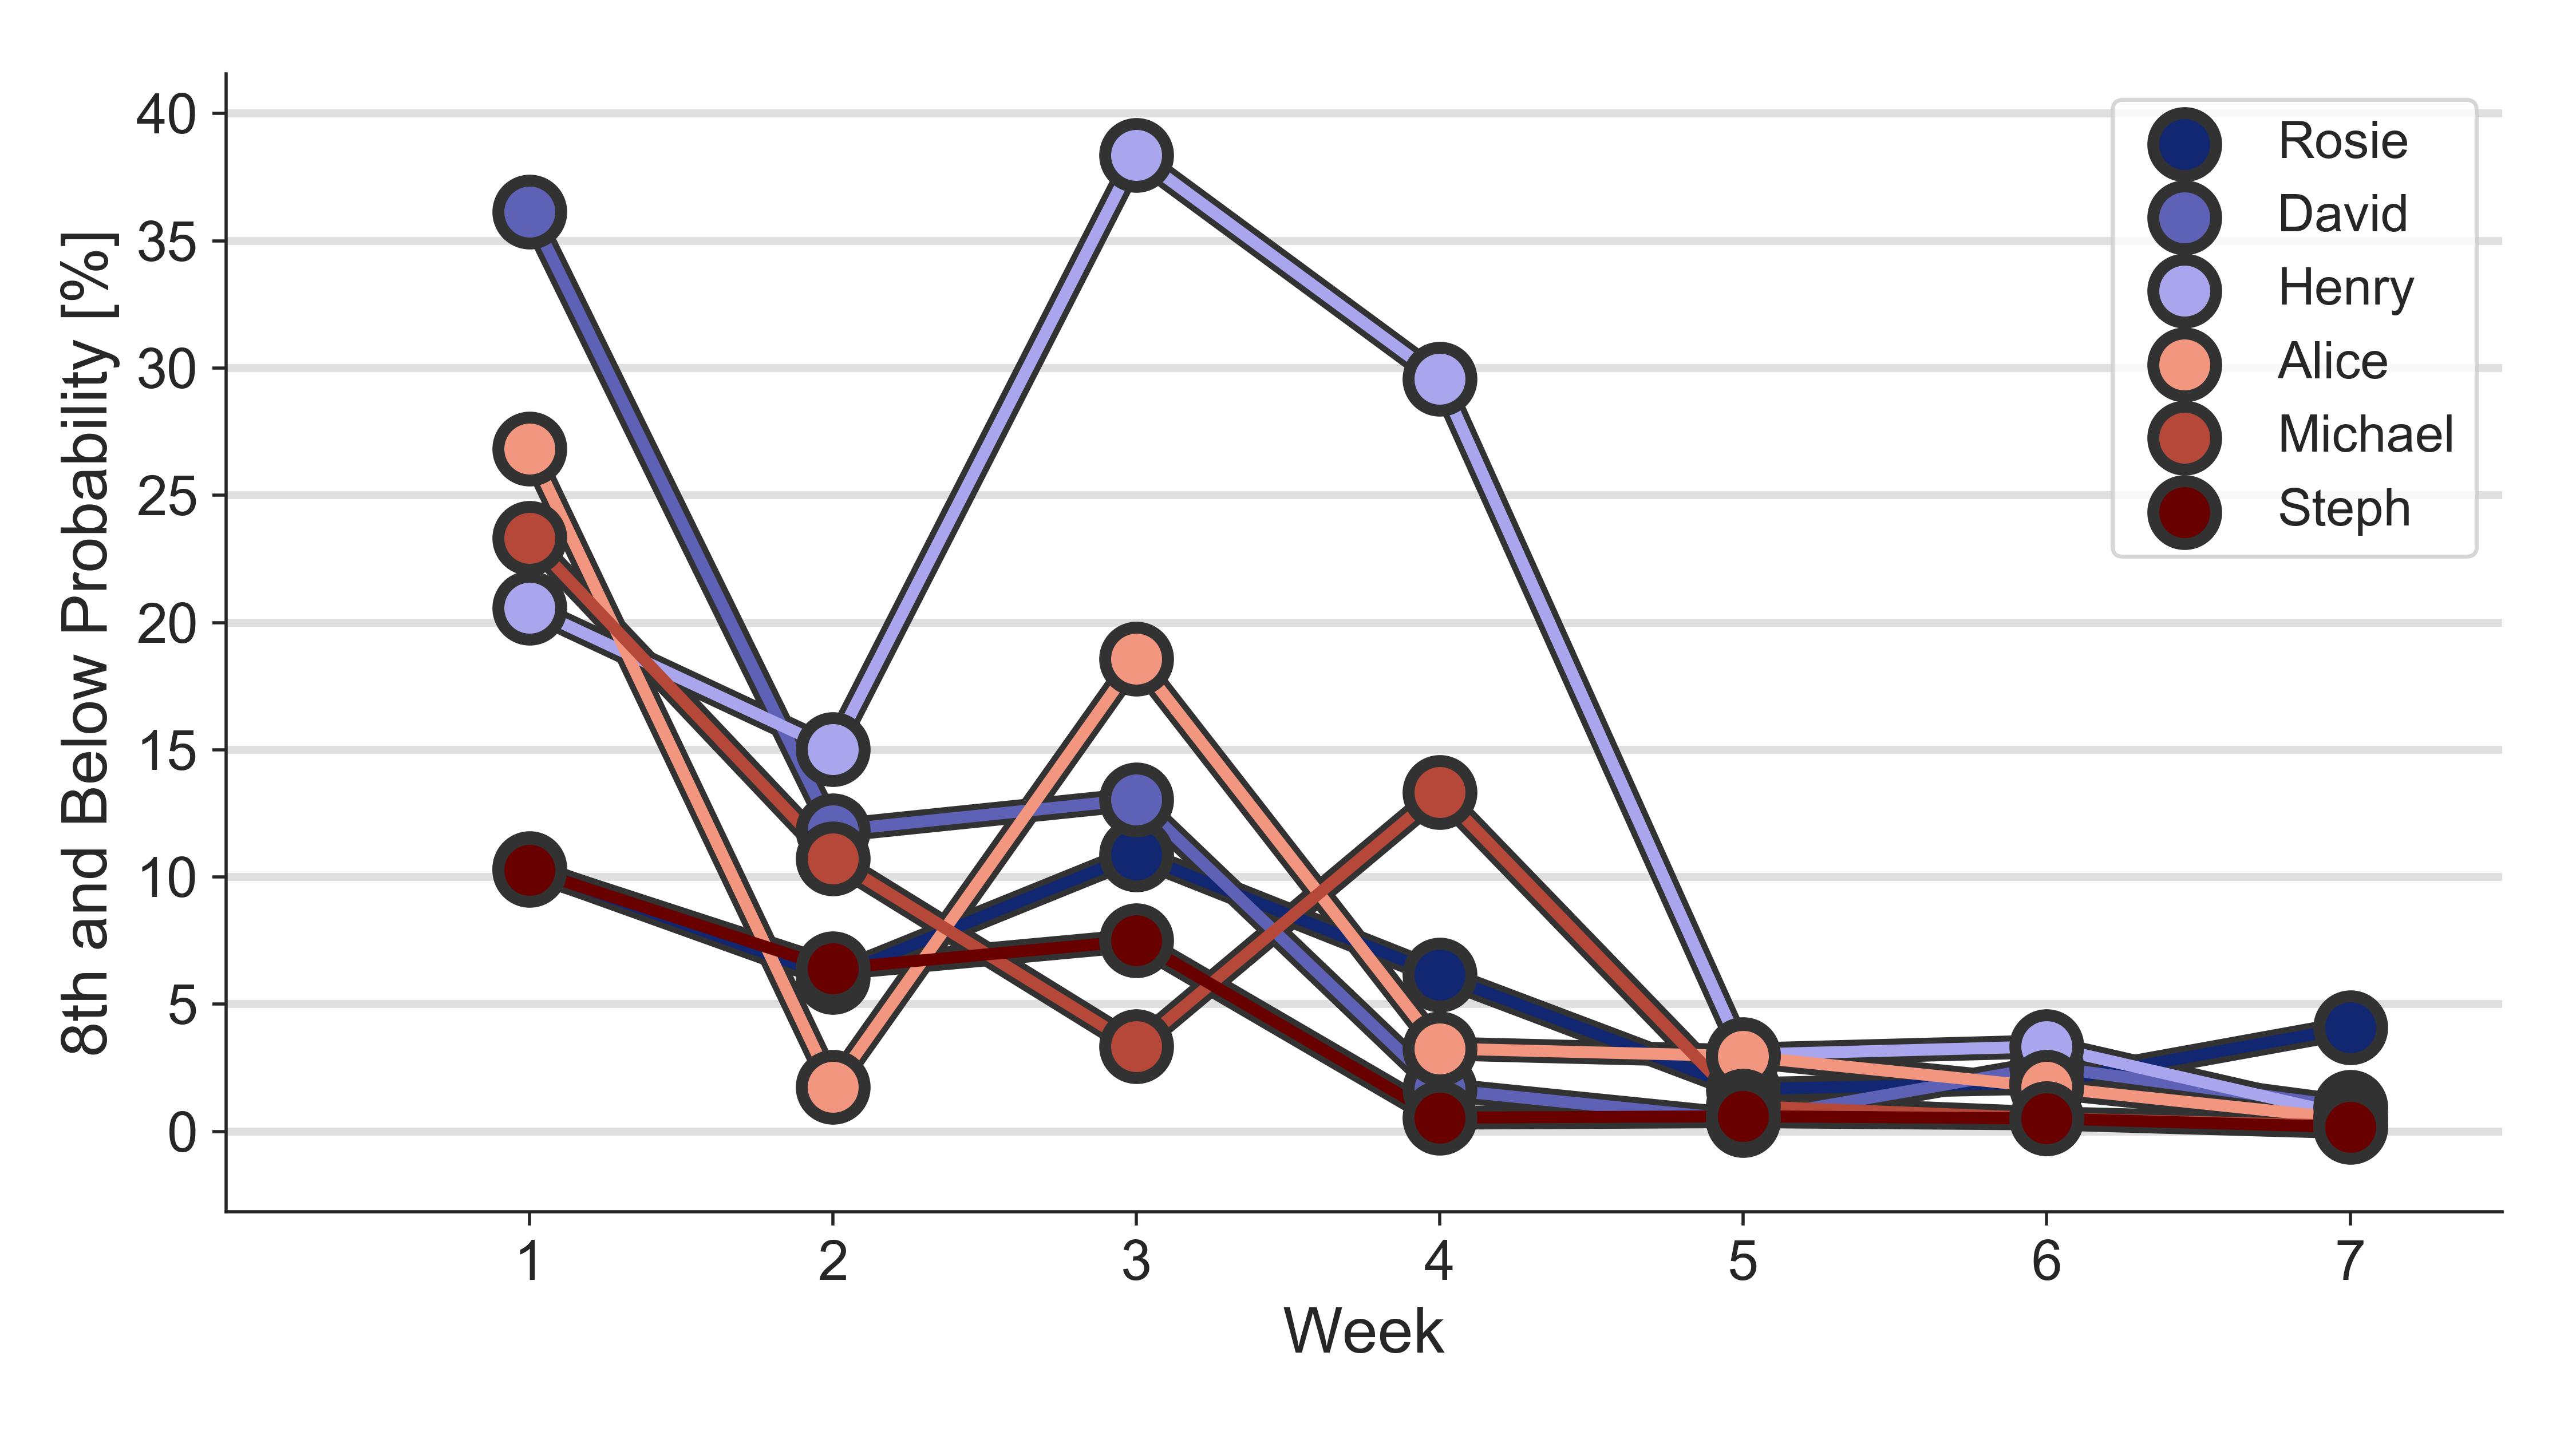 8th and Below Probability [%]
40
35
30
25
20
15
10
5
0
1 2 3 4 5 6 7
Week
Rosie
David
Henry
Alice
Michael
Steph